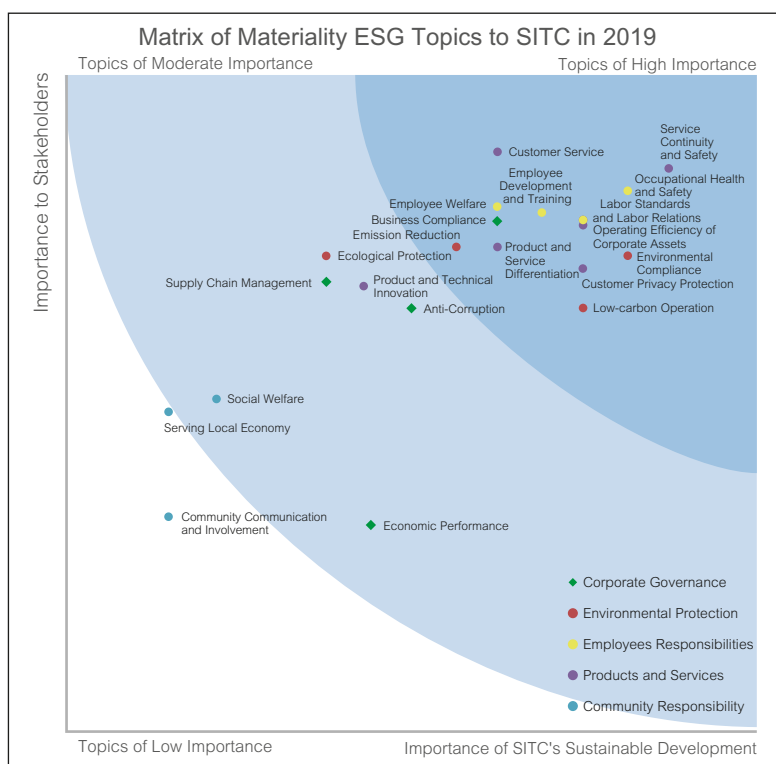 Matrix of Materiality ESG Topics to SITC in 2019
Topics of Moderate Importance
Topics of High Importance
Importance to Stakeholders
Service
Continuity
and Safety
Customer Service
Employee
Development
and Training
Occupational Health
and Safety
Employee Welfare
Labor Standards
and Labor Relations
Business Compliance
Operating Efficiency of
Corporate Assets
Emission Reduction
Ecological Protection
Product and
Service
Differentiation
Environmental
Compliance
Supply Chain Management
Product and Technical
Innovation
Customer Privacy Protection
Anti-Corruption
Low-carbon Operation
Social Welfare
Serving Local Economy
Community Communication
and Involvement
Economic Performance
Corporate Governance
Environmental Protection
Employees Responsibilities
Products and Services
Community Responsibility
Topics of Low Importance
Importance of SITC's Sustainable Development